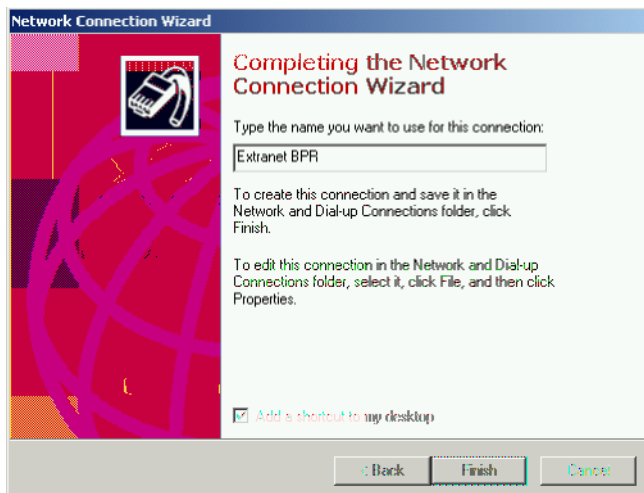 Network Connection Wizard
Completing the Network
Connection Wizard
Type the name you want to use for this connection:
Extranet BPR
To create this connection and save it in the
Network and Dial-up Connections folder, click
Finish.
To edit this connection in the Network and Dial-up
Connections folder, select it, click File, and then click
Properties.
Add a shortcut to my desktop
< Back
Finish
Cancel